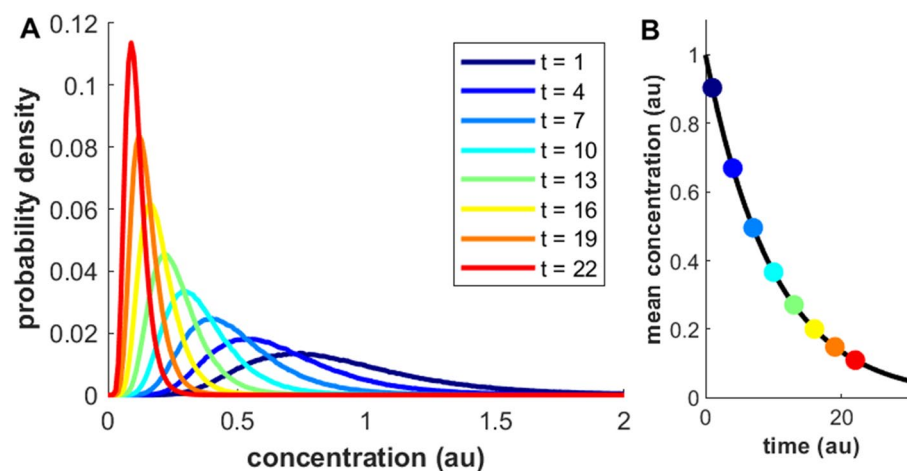 A
probability density
0.12
0.1
0.08
0.06
0.04
0.02
0
0
0.5
1
1.5
2
concentration (au)
t = 1
t = 4
t = 7
t = 10
t = 13
t = 16
t = 19
t = 22
B
mean concentration (au)
1
0.8
0.6
0.4
0.2
0
0
20
time (au)